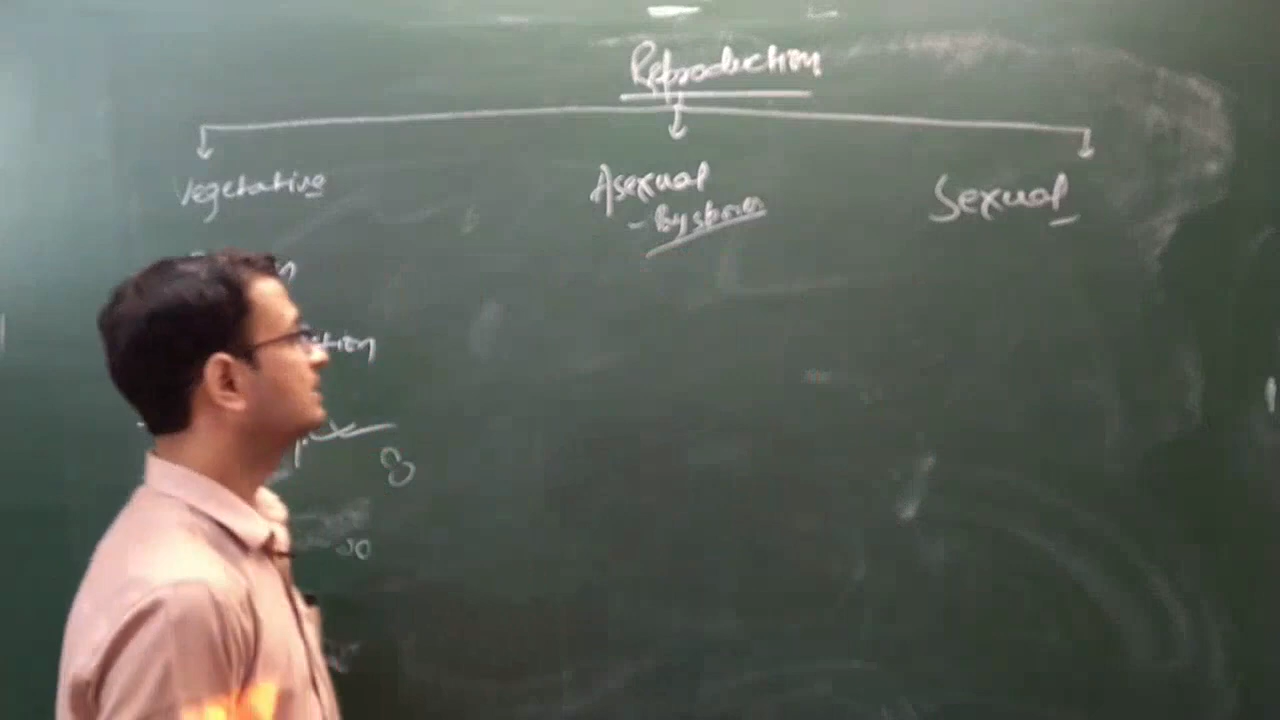 Reproduction
Vegetative
Asexual
Sexual
- By spores